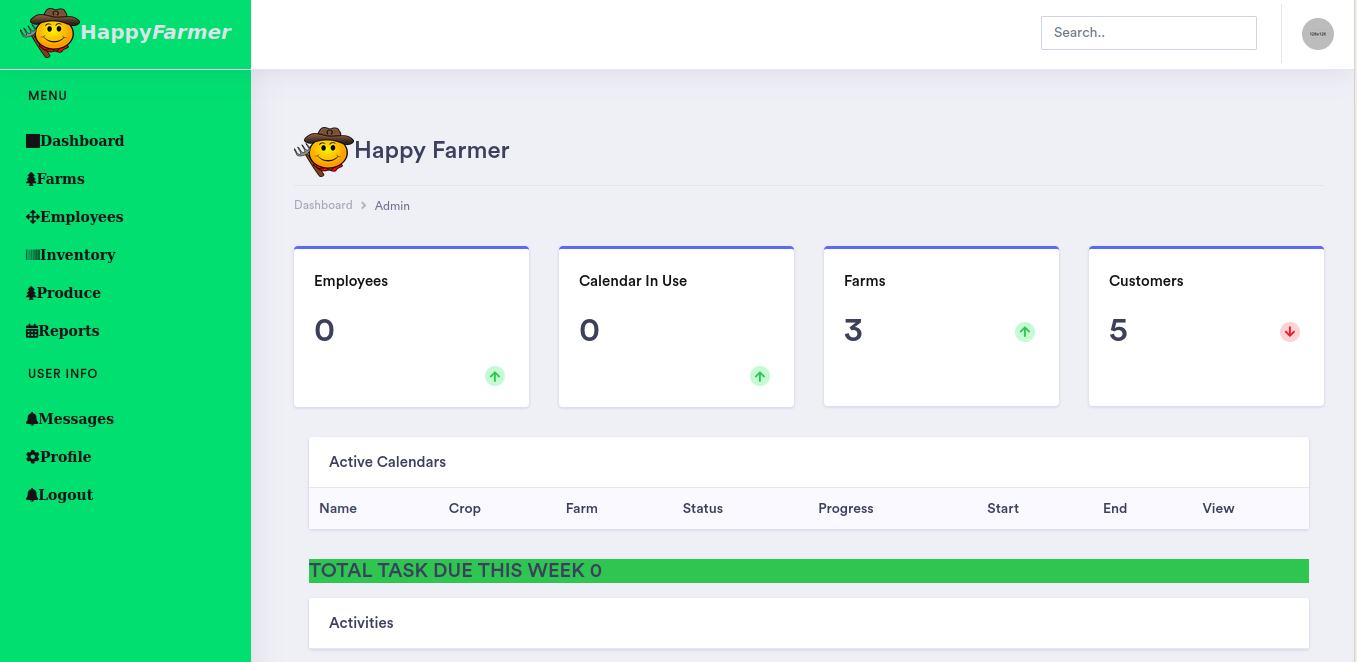 HappyFarmer
Search..
128x128
MENU
Dashboard
Farms
Employees
Inventory
Produce
Reports
USER INFO
Messages
Profile
Logout
Happy Farmer
Dashboard Admin
Employees
0
Calendar In Use
0
Farms
3
Customers
5
Active Calendars
Name Crop Farm Status Progress Start End View
TOTAL TASK DUE THIS WEEK 0
Activities